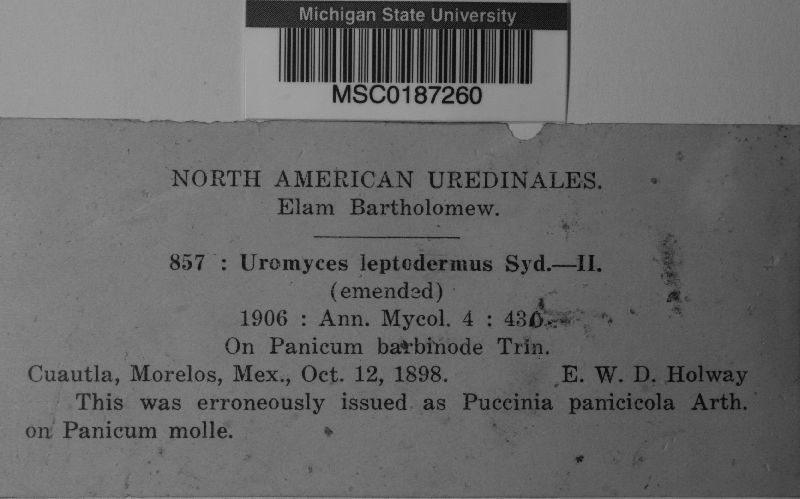 Michigan State University
MSC0187260
NORTH AMERICAN UREDINALES.
Elam Bartholomew.
857 : Uromyces leptodermus Syd.—II.
(emended)
1906 : Ann. Mycol. 4 : 430.
On Panicum barbinode Trin.
Cuautla, Morelos, Mex., Oct. 12, 1898. E. W. D. Holway
This was erroneously issued as Puccinia panicicola Arth.
on Panicum molle.